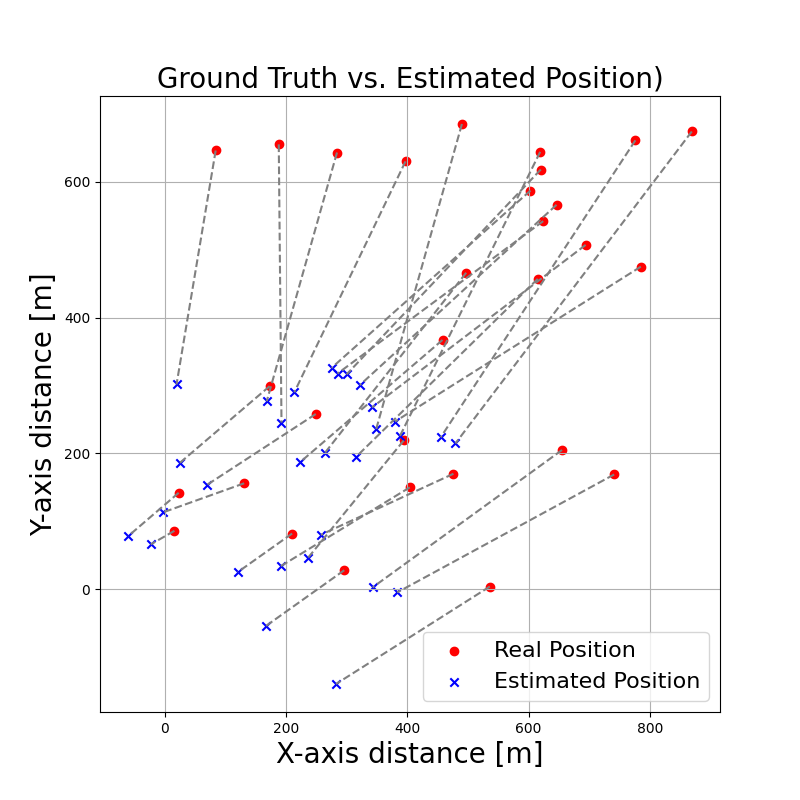 Ground Truth vs. Estimated Position)
Y-axis distance [m]
600
400
200
0
0 200 400 600 800
X-axis distance [m]
Real Position
Estimated Position